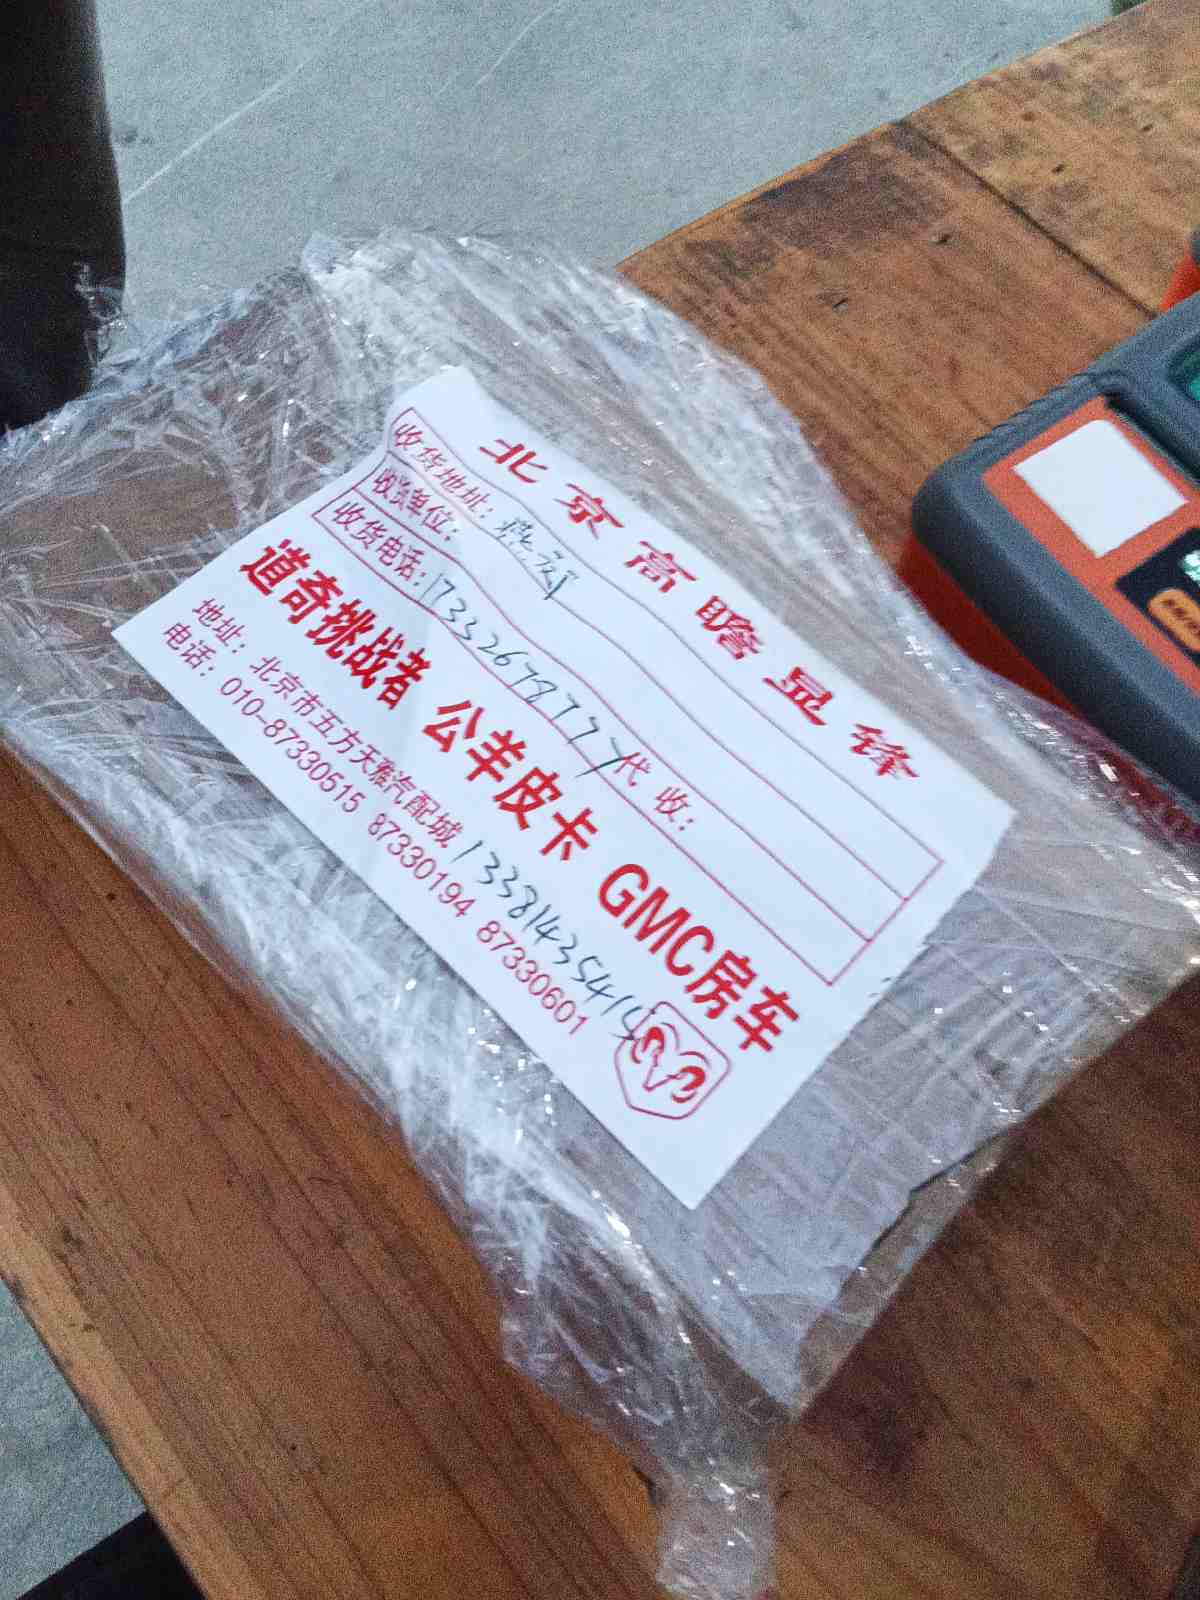 北京高瞻显锋
收货地址:
收货单位:
收货电话:17332678777 代收:
道奇挑战者 公羊皮卡 GMC房车
地址: 北京市五方天雅汽配城 13381435415
电话: 010-87330515 87330194 87330601